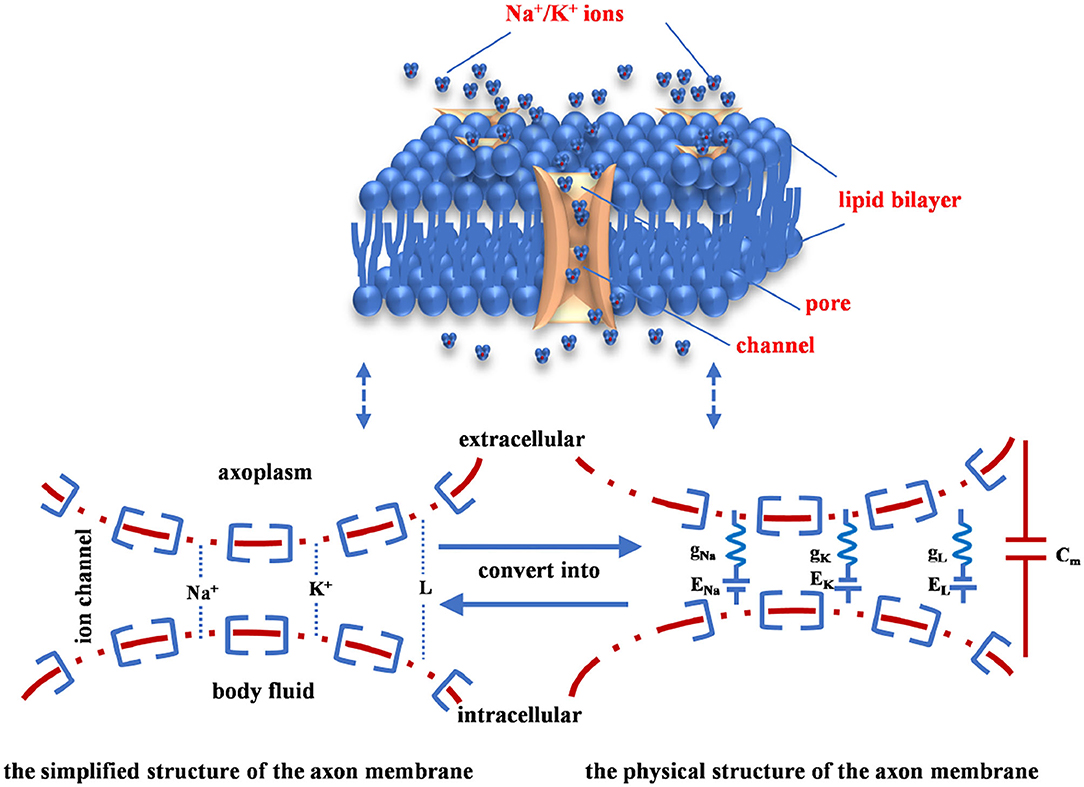 Na⁺/K⁺ ions
lipid bilayer
pore
channel
extracellular
axoplasm
ion channel
Na⁺
K⁺
L
convert into
gNa
ENa
gK
EK
gL
EL
Cm
body fluid
intracellular
the simplified structure of the axon membrane
the physical structure of the axon membrane